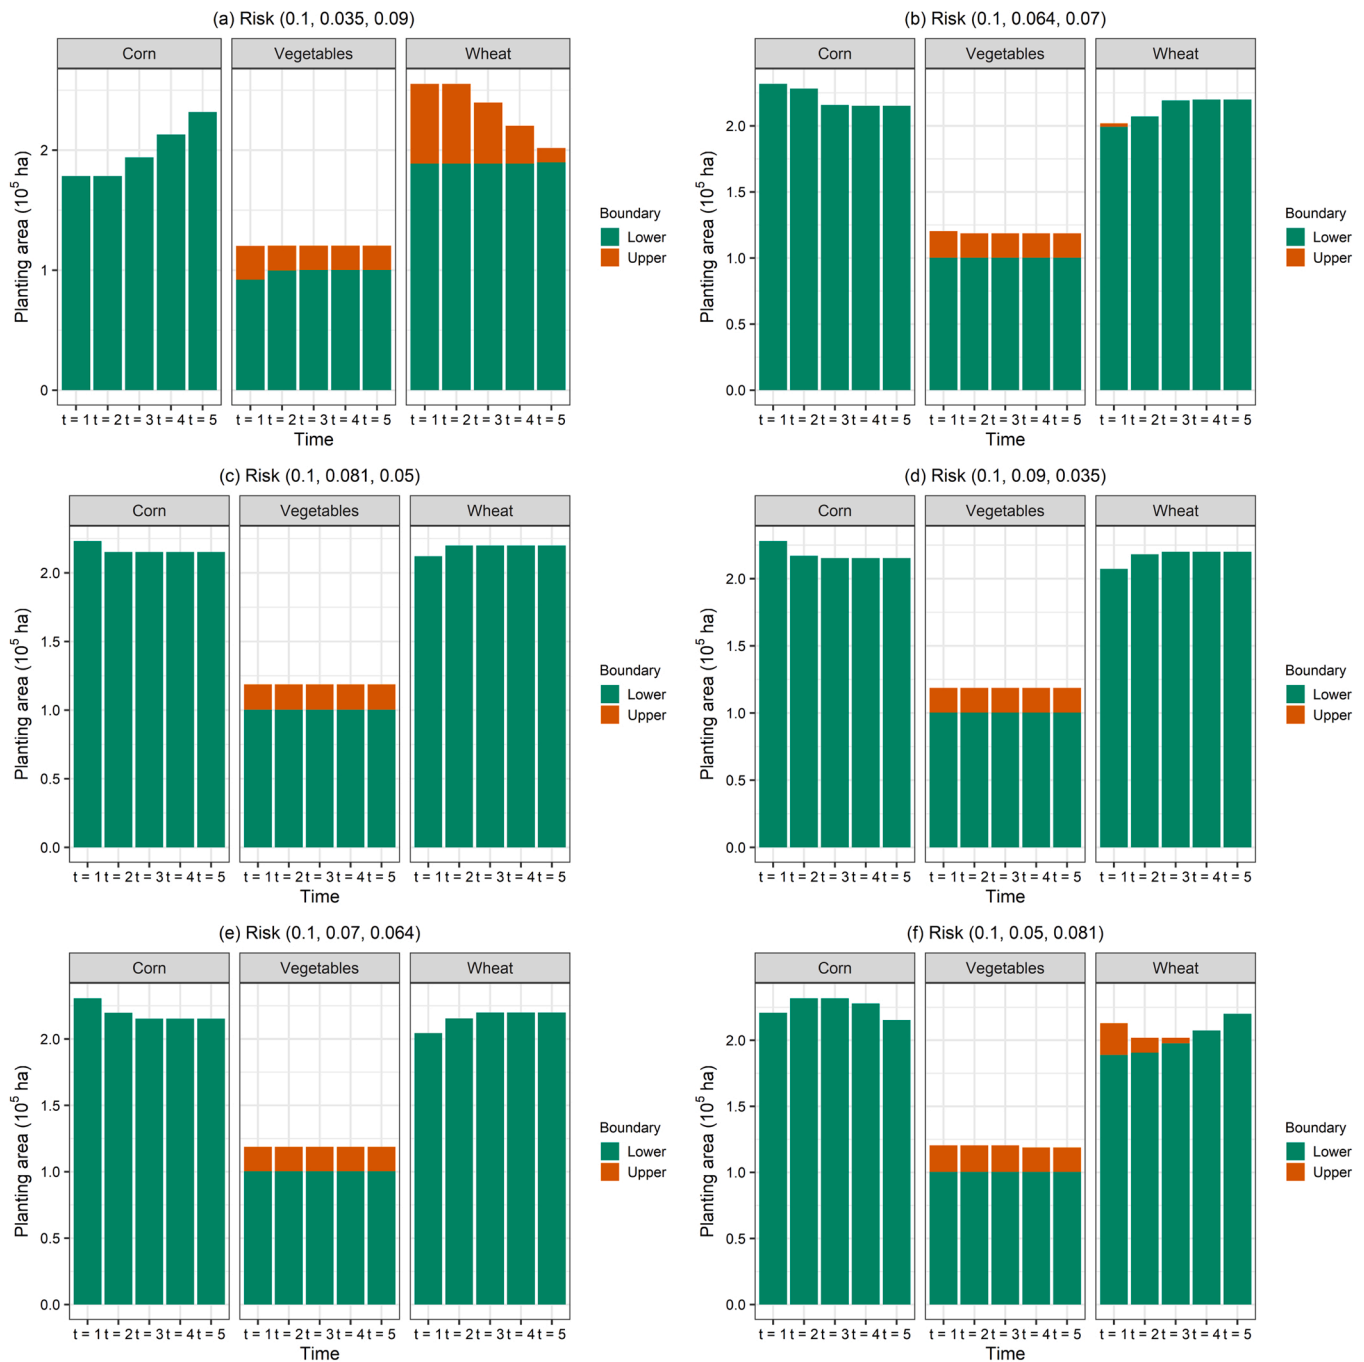 (a) Risk (0.1, 0.035, 0.09)
Corn Vegetables Wheat
Planting area (10⁵ ha)
2
1
0
t = 1 t = 2 t = 3 t = 4 t = 5 t = 1 t = 2 t = 3 t = 4 t = 5 t = 1 t = 2 t = 3 t = 4 t = 5
Time
Boundary
Lower
Upper
(b) Risk (0.1, 0.064, 0.07)
Corn Vegetables Wheat
Planting area (10⁵ ha)
2.0
1.5
1.0
0.5
0.0
t = 1 t = 2 t = 3 t = 4 t = 5 t = 1 t = 2 t = 3 t = 4 t = 5 t = 1 t = 2 t = 3 t = 4 t = 5
Time
Boundary
Lower
Upper
(c) Risk (0.1, 0.081, 0.05)
Corn Vegetables Wheat
Planting area (10⁵ ha)
2.0
1.5
1.0
0.5
0.0
t = 1 t = 2 t = 3 t = 4 t = 5 t = 1 t = 2 t = 3 t = 4 t = 5 t = 1 t = 2 t = 3 t = 4 t = 5
Time
Boundary
Lower
Upper
(d) Risk (0.1, 0.09, 0.035)
Corn Vegetables Wheat
Planting area (10⁵ ha)
2.0
1.5
1.0
0.5
0.0
t = 1 t = 2 t = 3 t = 4 t = 5 t = 1 t = 2 t = 3 t = 4 t = 5 t = 1 t = 2 t = 3 t = 4 t = 5
Time
Boundary
Lower
Upper
(e) Risk (0.1, 0.07, 0.064)
Corn Vegetables Wheat
Planting area (10⁵ ha)
2.0
1.5
1.0
0.5
0.0
t = 1 t = 2 t = 3 t = 4 t = 5 t = 1 t = 2 t = 3 t = 4 t = 5 t = 1 t = 2 t = 3 t = 4 t = 5
Time
Boundary
Lower
Upper
(f) Risk (0.1, 0.05, 0.081)
Corn Vegetables Wheat
Planting area (10⁵ ha)
2.0
1.5
1.0
0.5
0.0
t = 1 t = 2 t = 3 t = 4 t = 5 t = 1 t = 2 t = 3 t = 4 t = 5 t = 1 t = 2 t = 3 t = 4 t = 5
Time
Boundary
Lower
Upper